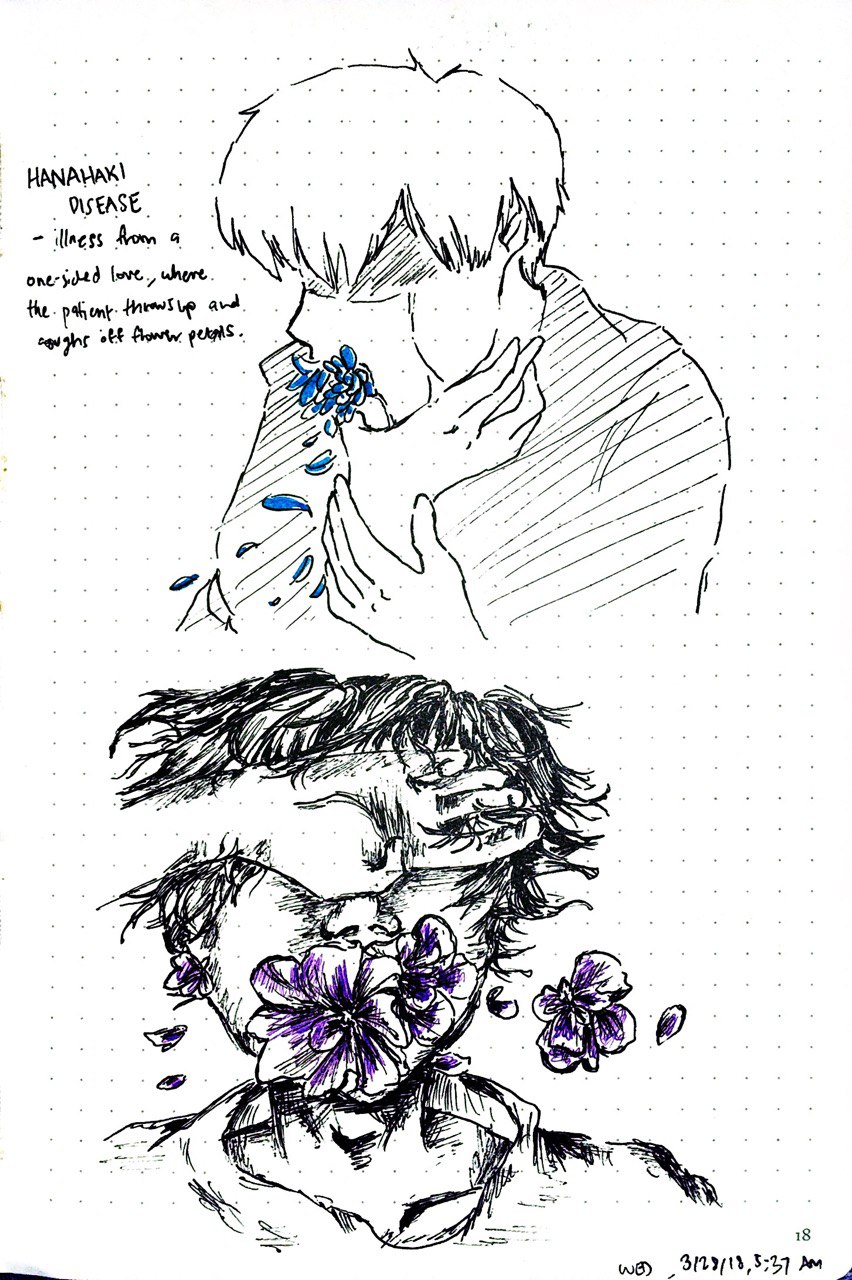 HANAHAKI
DISEASE
- illness from a
one-sided love, where
the patient throws up and
coughs off flower petals.
18
WED, 3/28/18, 5:37 AM